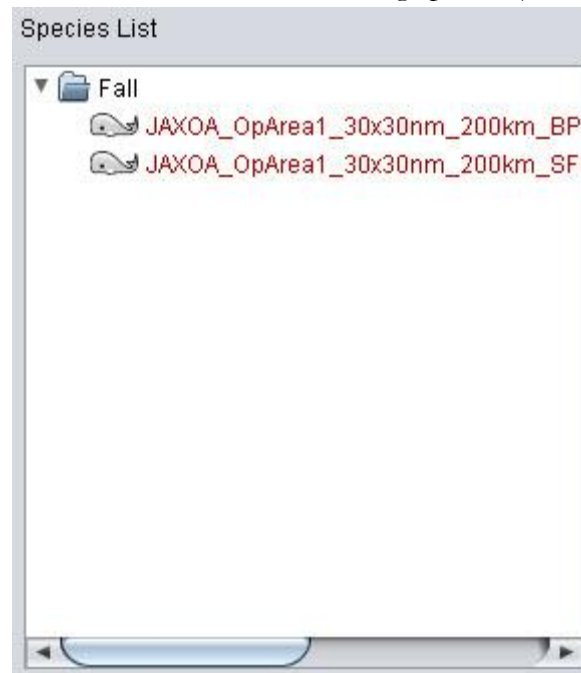 Species List
Fall
JAXOA_OpArea1_30x30nm_200km_BP
JAXOA_OpArea1_30x30nm_200km_SF